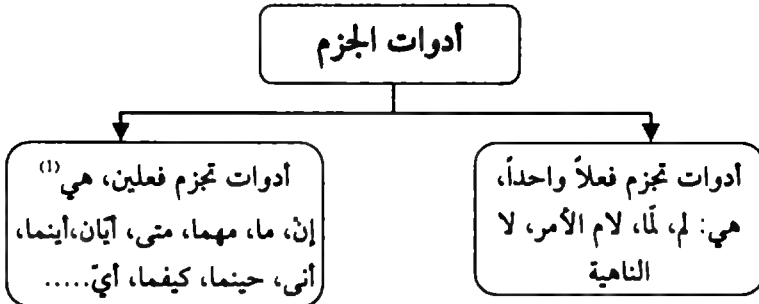 أدوات الجزم
أدوات تجزم فعلاً واحداً،
هي: لم، لمّا، لام الأمر، لا
الناهية
أدوات تجزم فعلين، هي(1)
إنْ، ما، مهما، متى، أيّان،أينما،
أنى، حينما، كيفما، أيّ.....